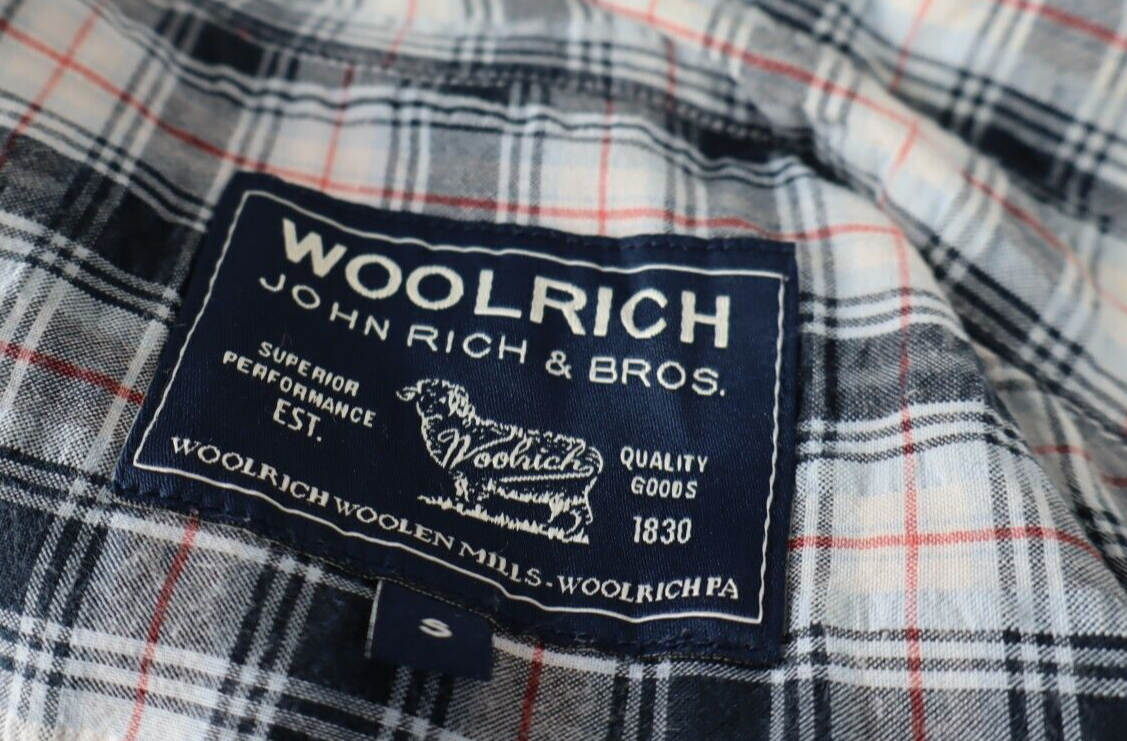 WOOLRICH
JOHN RICH & BROS.
SUPERIOR
PERFORMANCE
EST.
Woolrich
QUALITY
GOODS
1830
WOOLRICH WOOLEN MILLS-WOOLRICH PA
S